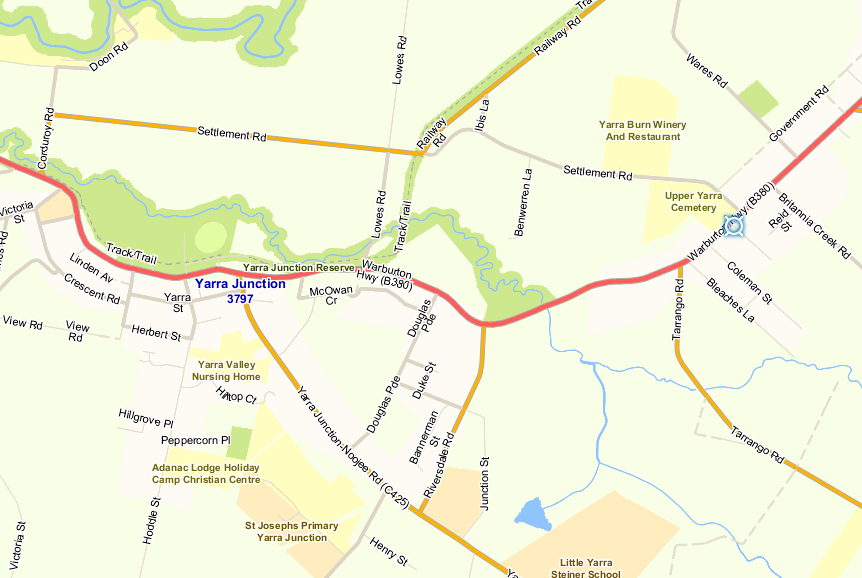 Doon Rd
Lowes Rd
Railway Rd
Tra
Wares Rd
Government Rd
Corduroy Rd
Settlement Rd
Railway
Rd
Ibis La
Yarra Burn Winery
And Restaurant
Settlement Rd
Benwerren La
Upper Yarra
Cemetery
Warburton Hwy (B380)
Reid
St
Britannia Creek Rd
Victoria
St
Lowes Rd
Track/Trail
Track/Trail
Linden Av
Crescent Rd
Yarra Junction Reserve
Warburton
Hwy (B380)
Yarra Junction
3797
Yarra
St
McOwan
Cr
Douglas
Pde
Coleman St
Bleaches La
Tarrango Rd
View Rd
View
Rd
Herbert St
Yarra Valley
Nursing Home
Hilltop Ct
Duke St
Douglas Pde
Yarra Junction-Noojee Rd (C425)
Hillgrove Pl
Peppercorn Pl
Bannerman
St
Riversdale Rd
Junction St
Tarrango Rd
Adanac Lodge Holiday
Camp Christian Centre
Hoddle St
Victoria St
St Josephs Primary
Yarra Junction
Henry St
Little Yarra
Steiner School
Ya